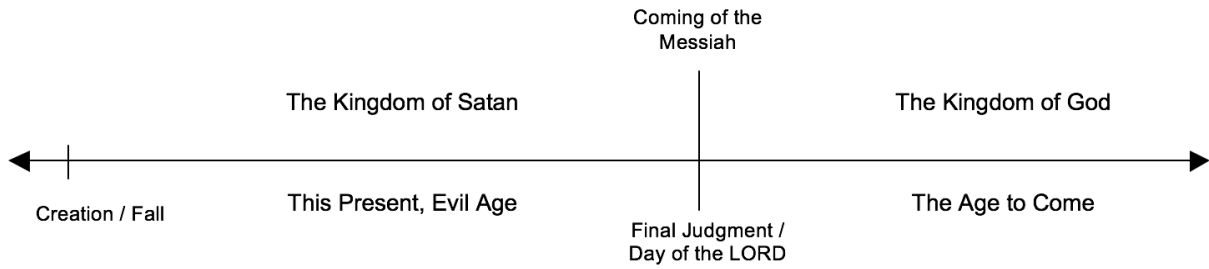 Coming of the
Messiah
The Kingdom of Satan
The Kingdom of God
Creation / Fall
This Present, Evil Age
The Age to Come
Final Judgment /
Day of the LORD